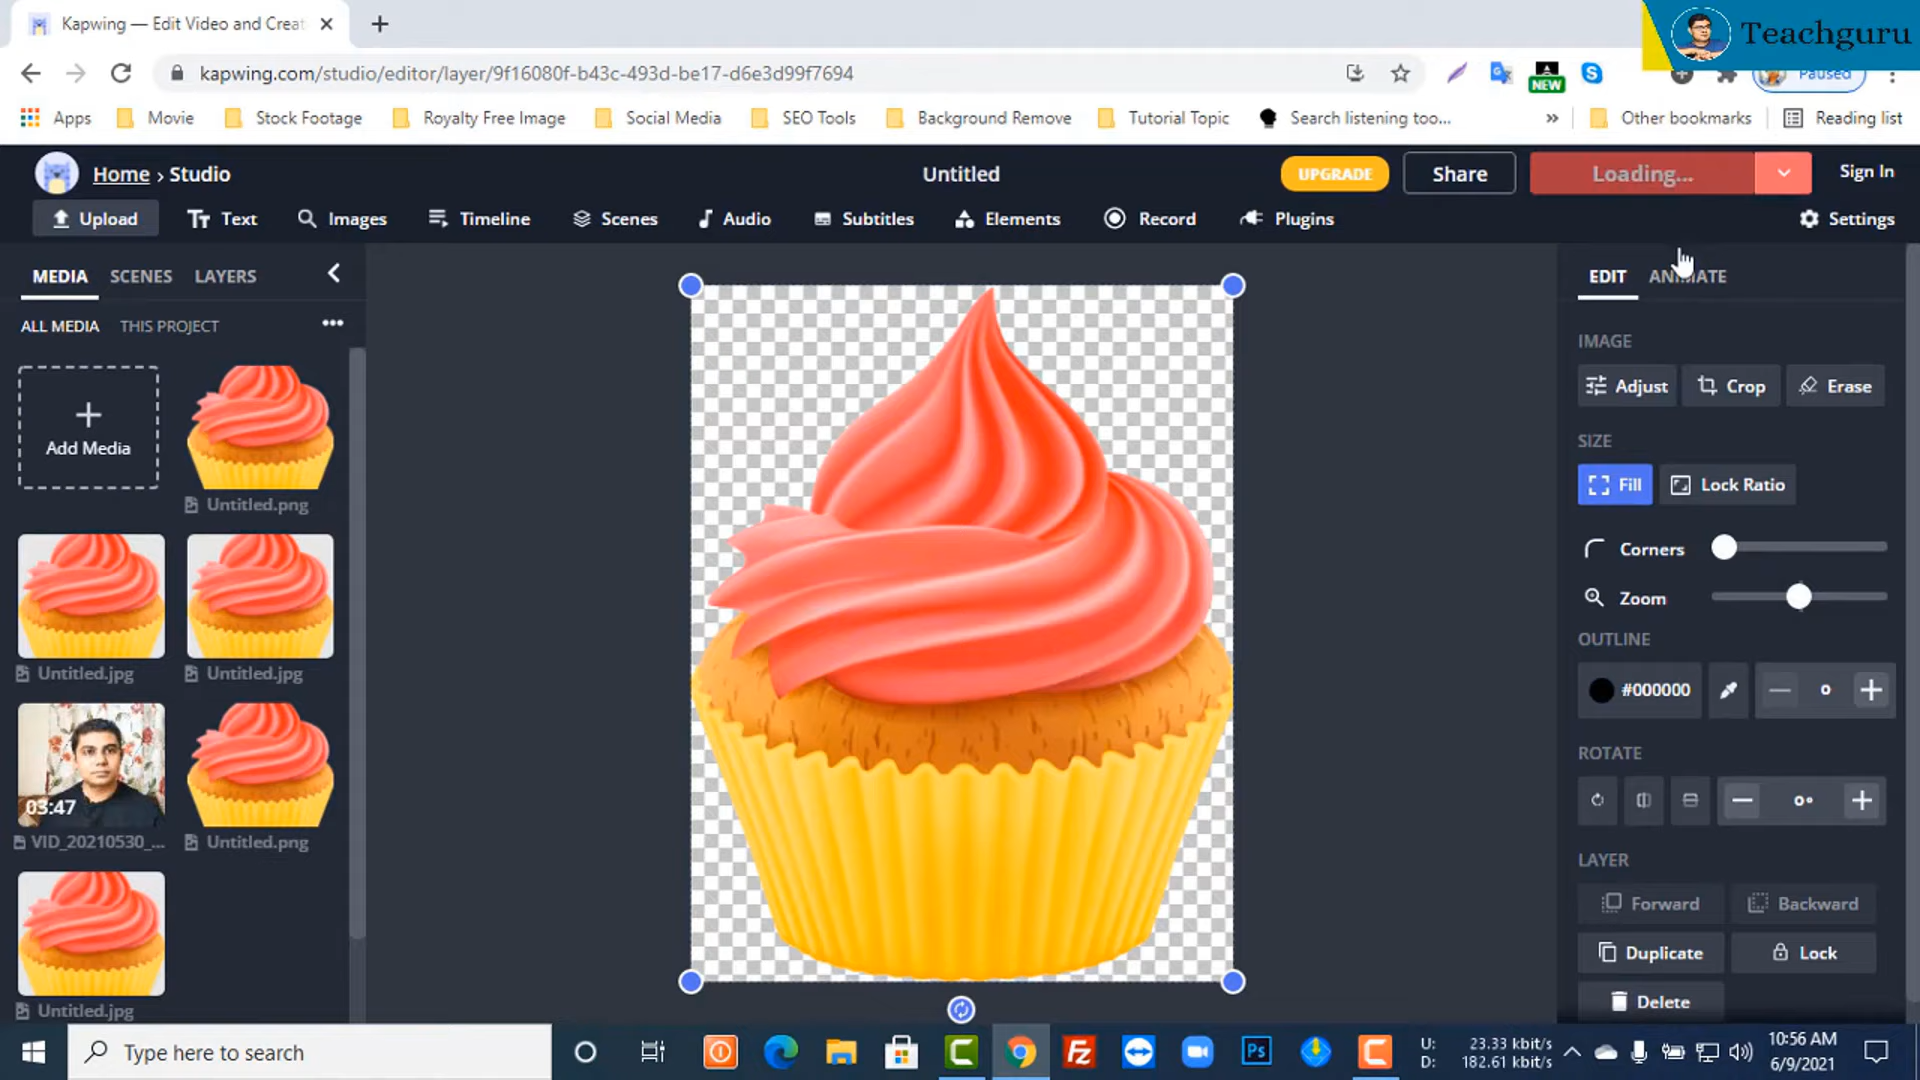 Kapwing — Edit Video and Creat
Teachguru
kapwing.com/studio/editor/layer/9f16080f-b43c-493d-be17-d6e3d99f7694
NEW
Paused
Apps
Movie
Stock Footage
Royalty Free Image
Social Media
SEO Tools
Background Remove
Tutorial Topic
Search listening too...
»
Other bookmarks
Reading list
Home › Studio
Untitled
UPGRADE
Share
Loading...
Sign In
Upload
Text
Images
Timeline
Scenes
Audio
Subtitles
Elements
Record
Plugins
Settings
MEDIA
SCENES
LAYERS
EDIT
ANIMATE
ALL MEDIA
THIS PROJECT
IMAGE
Adjust
Crop
Erase
Add Media
Untitled.png
SIZE
Fill
Lock Ratio
Corners
Zoom
Untitled.jpg
Untitled.jpg
OUTLINE
#000000
0
03:47
VID_20210530_...
Untitled.png
ROTATE
0°
LAYER
Forward
Backward
Duplicate
Lock
Delete
Untitled.jpg
Type here to search
Fz
Ps
U: 23.33 kbit/s
D: 182.61 kbit/s
10:56 AM
6/9/2021